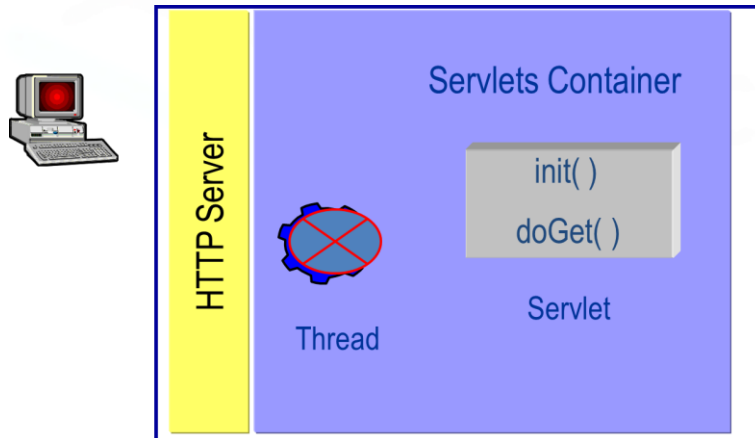 HTTP Server
Servlets Container
init( )
doGet( )
Servlet
Thread